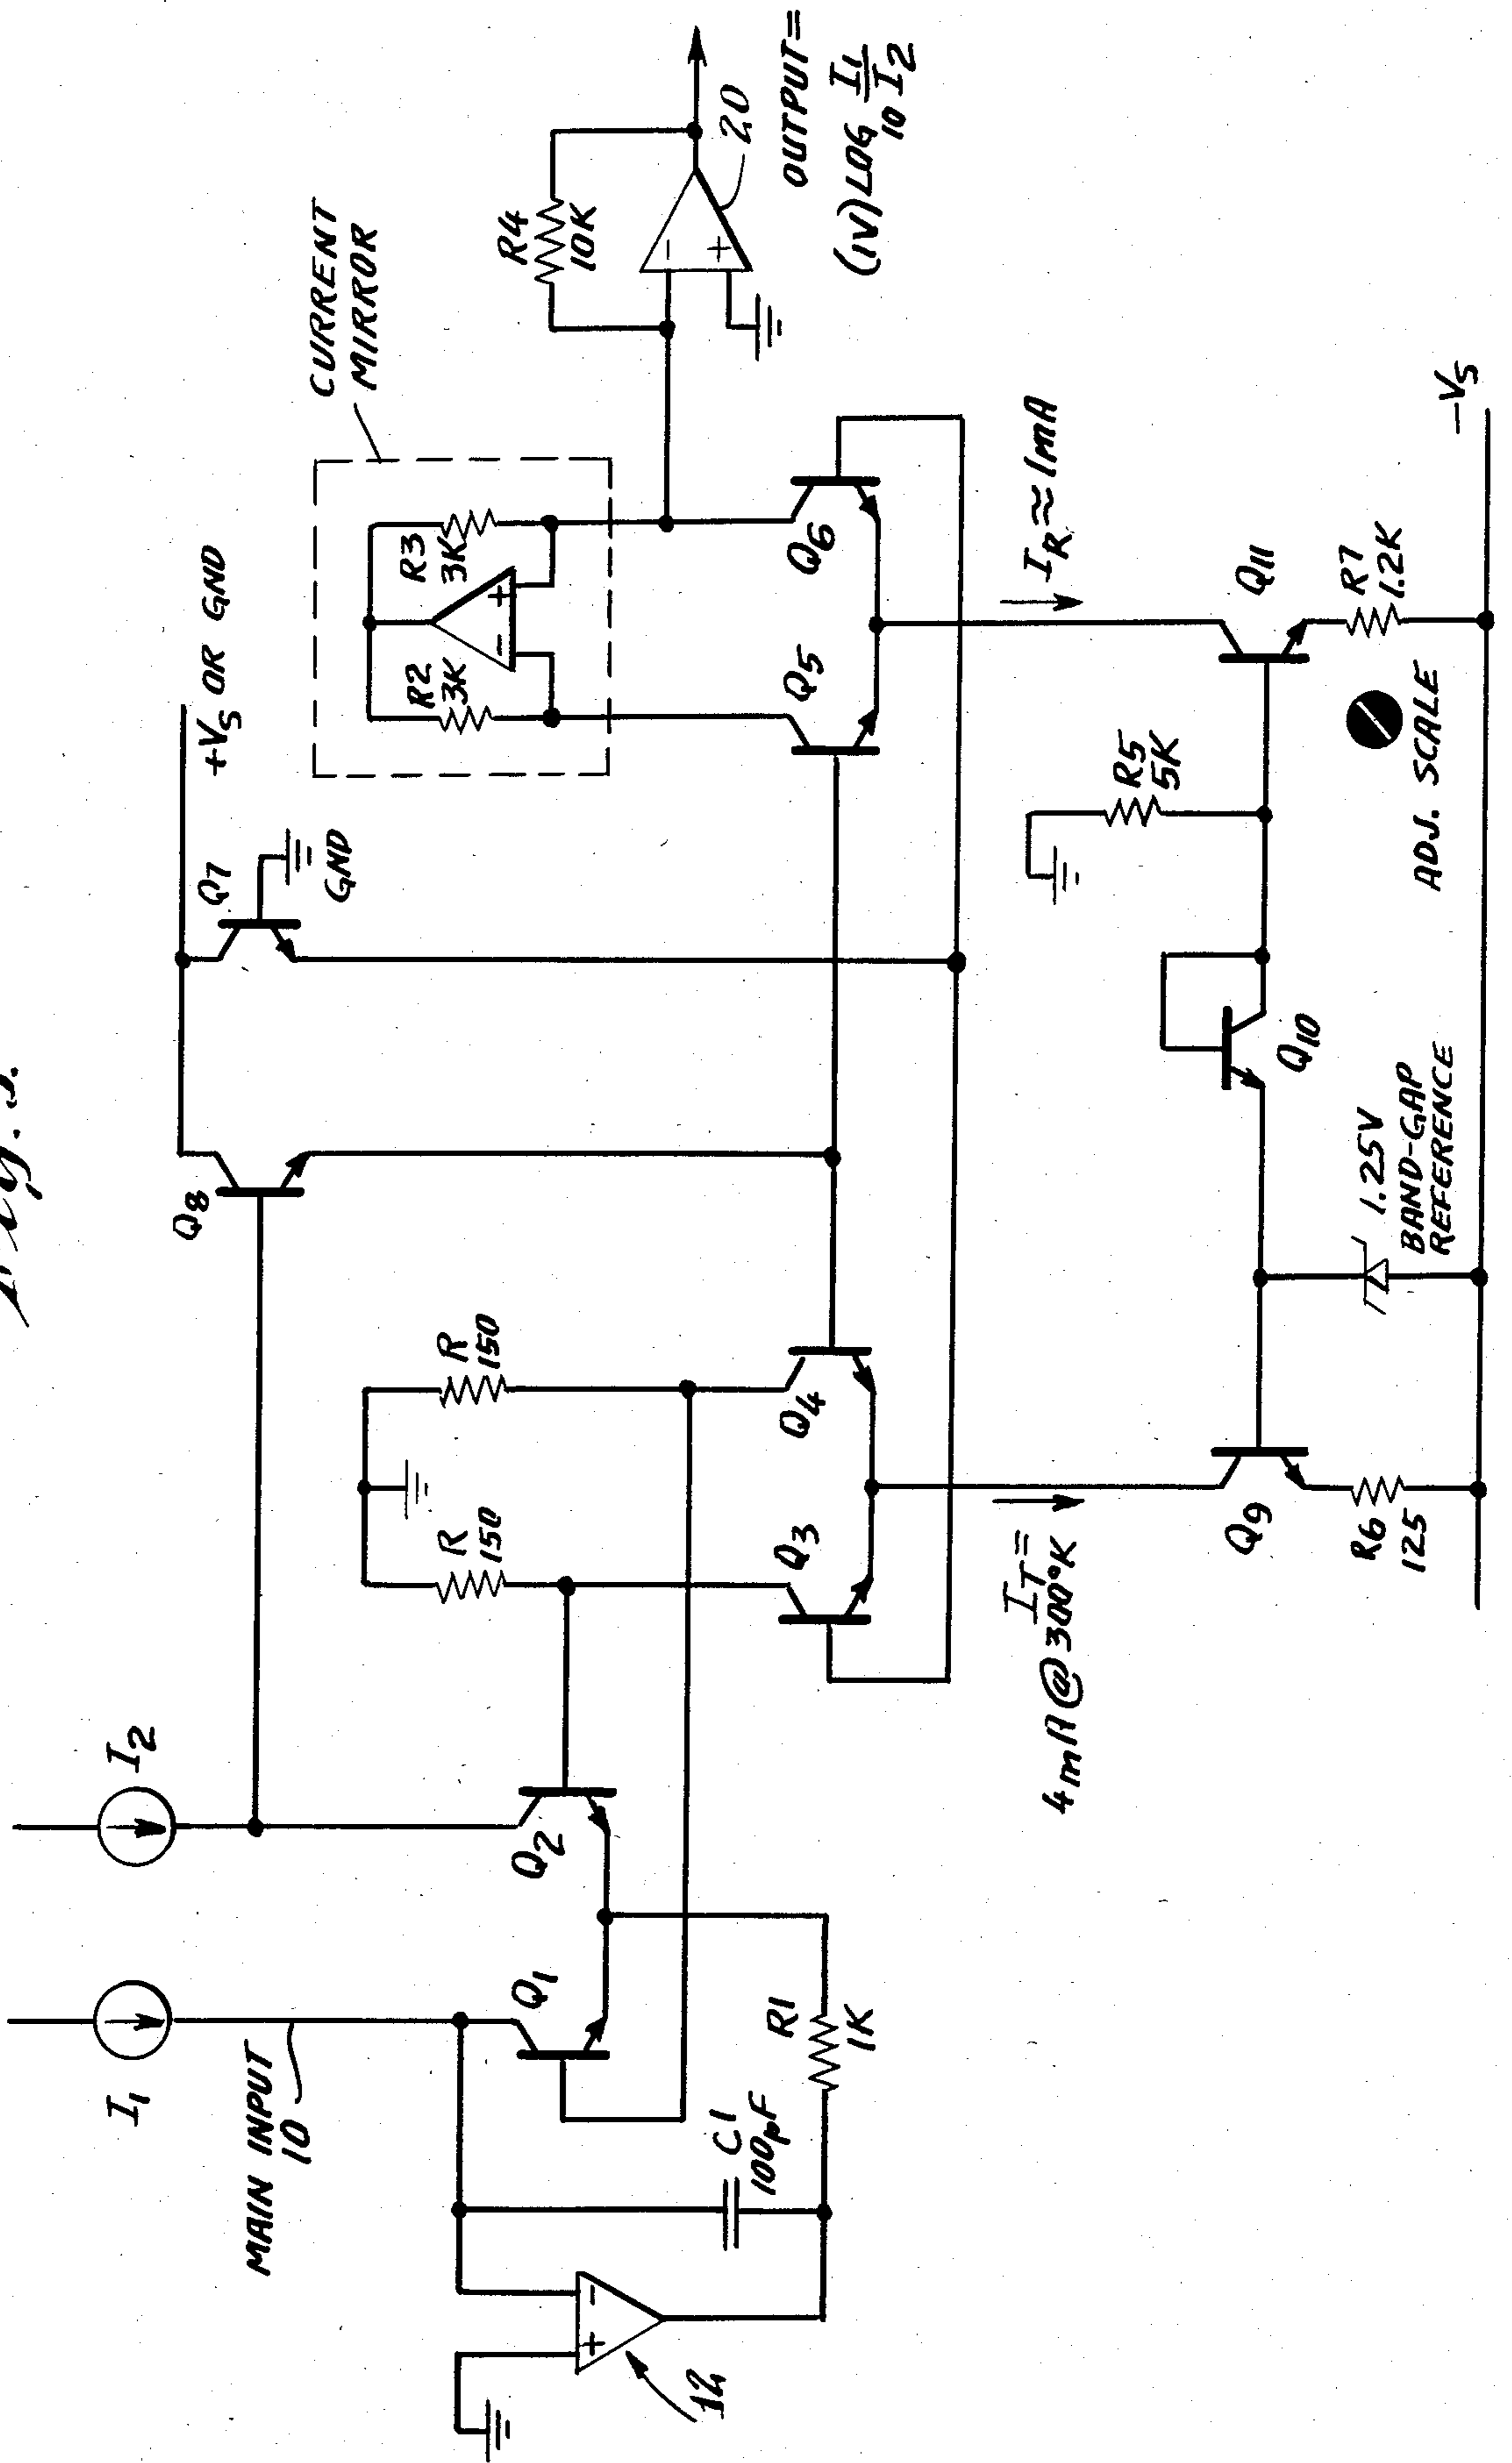 I1
I2
MAIN INPUT
10
Q8
Q7
GND
+VS OR GND
CURRENT
MIRROR
R
150
R
150
R2
3K
R3
3K
−
+
R4
10K
−
+
20
OUTPUT=
(1V)LOG10 I1/I2
Q1
Q2
Q3
Q4
Q5
Q6
+
−
12
C1
100pF
R1
1K
IT=
4mA@300°K
IR≈1mA
R5
5K
Q9
Q10
Q11
R6
125
1.25V
BAND-GAP
REFERENCE
ADJ. SCALE
R7
1.2K
−VS